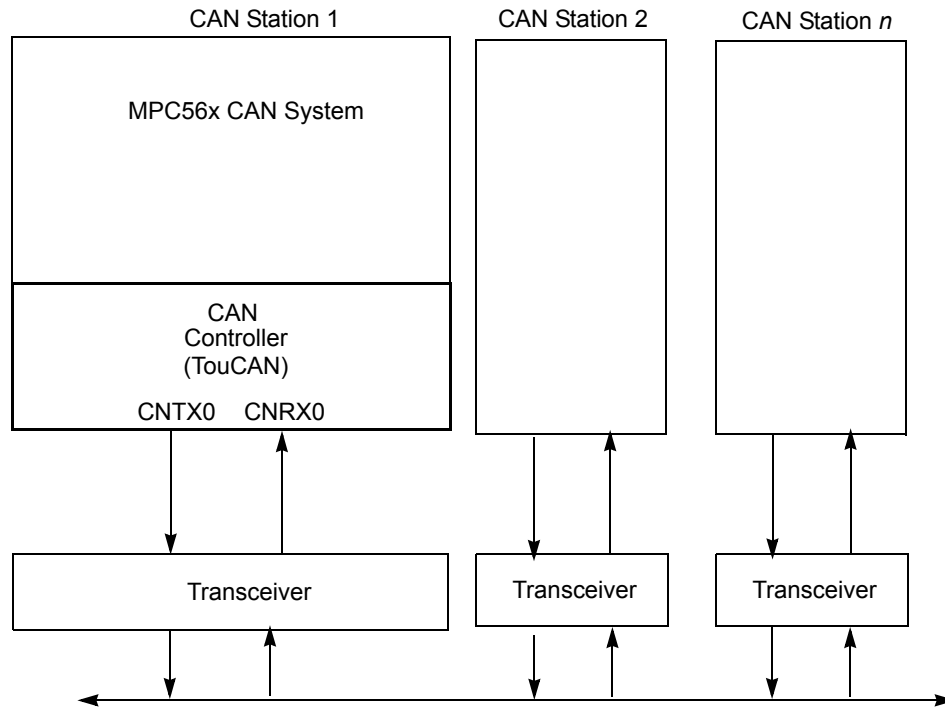 CAN Station 1
CAN Station 2
CAN Station n
MPC56x CAN System
CAN
Controller
(TouCAN)
CNTX0 CNRX0
Transceiver
Transceiver
Transceiver